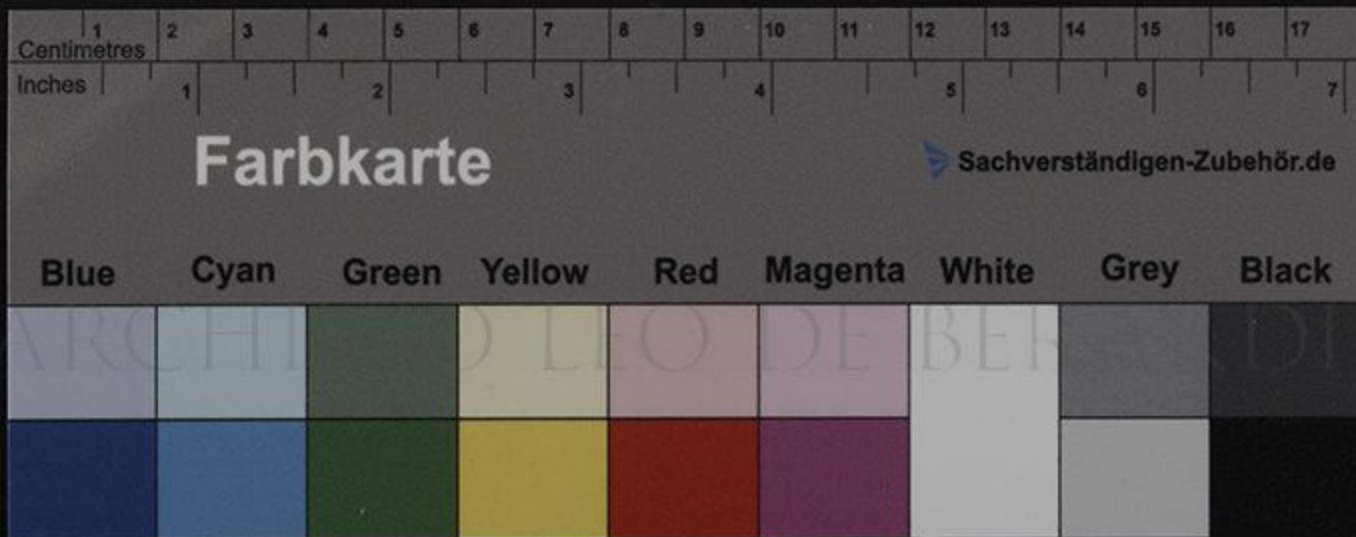 1 2 3 4 5 6 7 8 9 10 11 12 13 14 15 16 17
Centimetres
Inches
1 2 3 4 5 6 7
Farbkarte
Sachverständigen-Zubehör.de
Blue Cyan Green Yellow Red Magenta White Grey Black
LEO DE